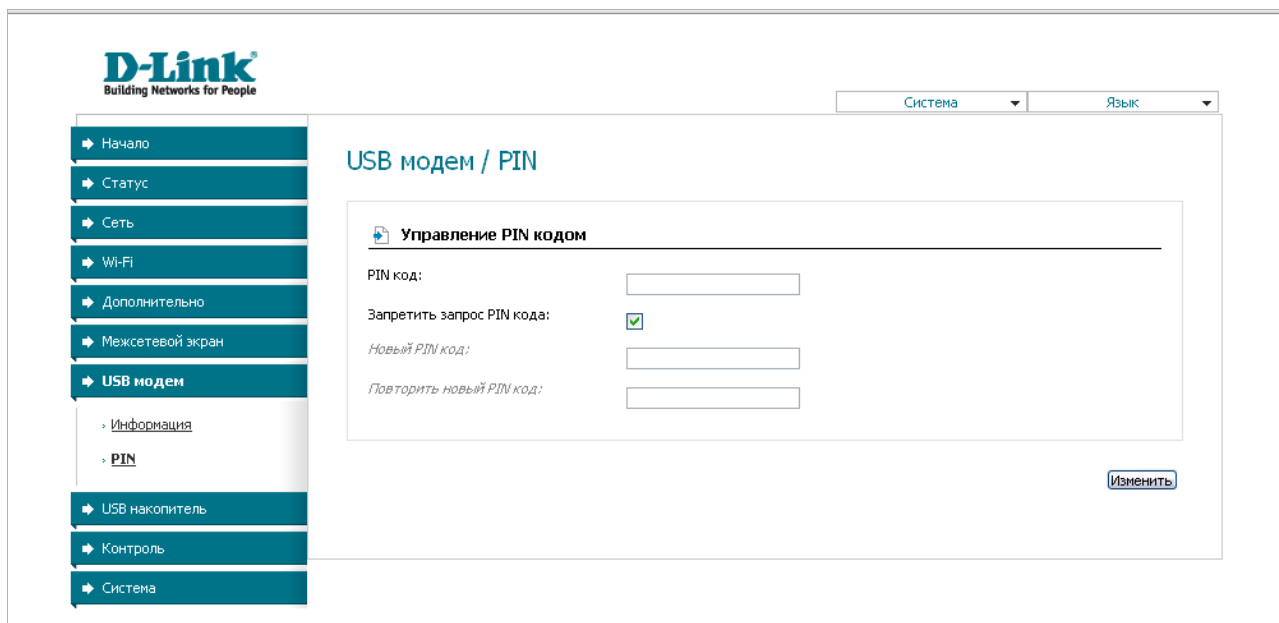 D-Link
Building Networks for People
Система
Язык
Начало
Статус
Сеть
Wi-Fi
Дополнительно
Межсетевой экран
USB модем
Информация
PIN
USB накопитель
Контроль
Система
USB модем / PIN
Управление PIN кодом
PIN код:
Запретить запрос PIN кода:
Новый PIN код:
Повторить новый PIN код:
Изменить